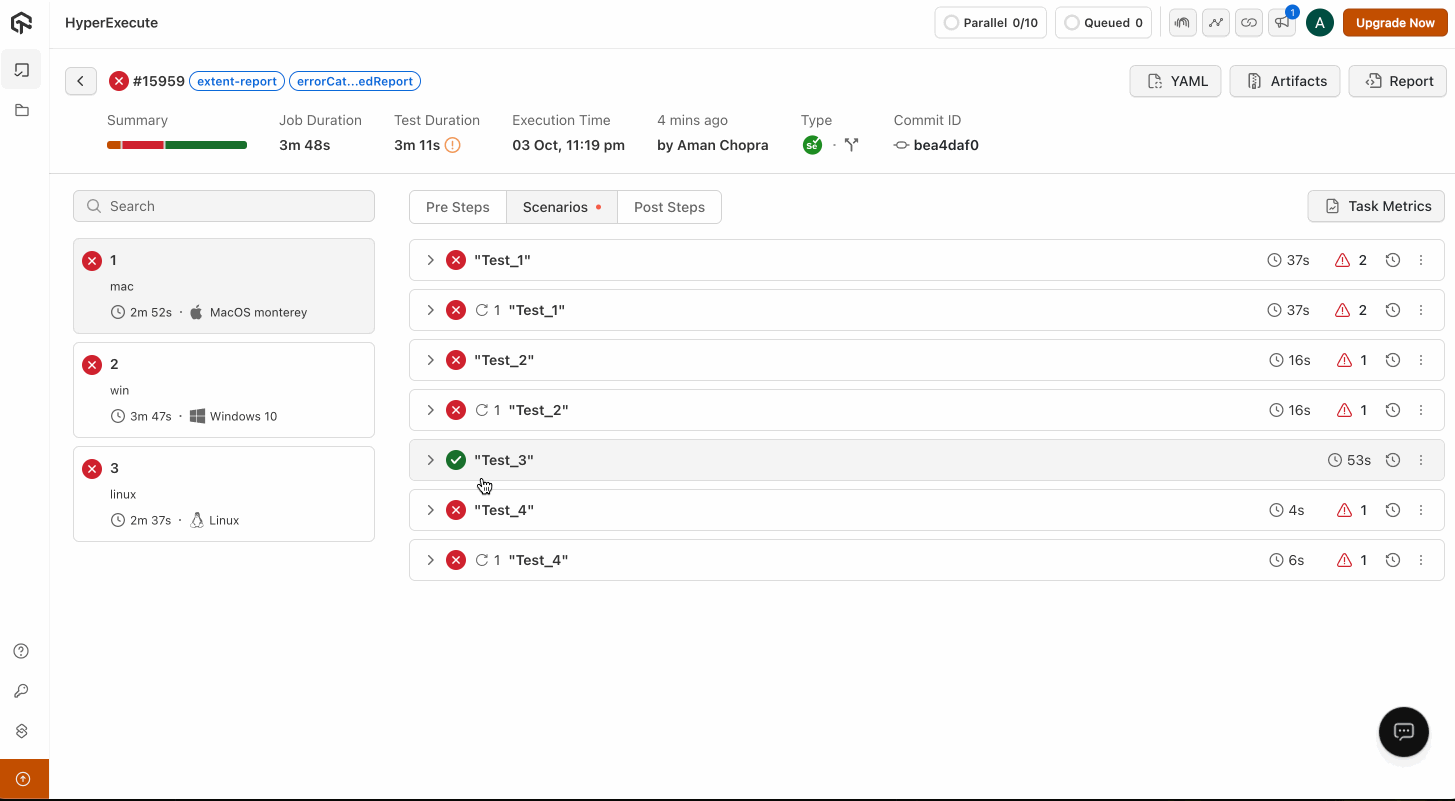 HyperExecute
Parallel 0/10
Queued 0
1
A
Upgrade Now
#15959
extent-report
errorCat...edReport
YAML
Artifacts
Report
Summary
Job Duration
Test Duration
Execution Time
4 mins ago
Type
Commit ID
3m 48s
3m 11s
03 Oct, 11:19 pm
by Aman Chopra
Se
bea4daf0
Search
Pre Steps
Scenarios
Post Steps
Task Metrics
1
mac
2m 52s · MacOS monterey
2
win
3m 47s · Windows 10
3
linux
2m 37s · Linux
"Test_1" 37s 2
1 "Test_1" 37s 2
"Test_2" 16s 1
1 "Test_2" 16s 1
"Test_3" 53s
"Test_4" 4s 1
1 "Test_4" 6s 1